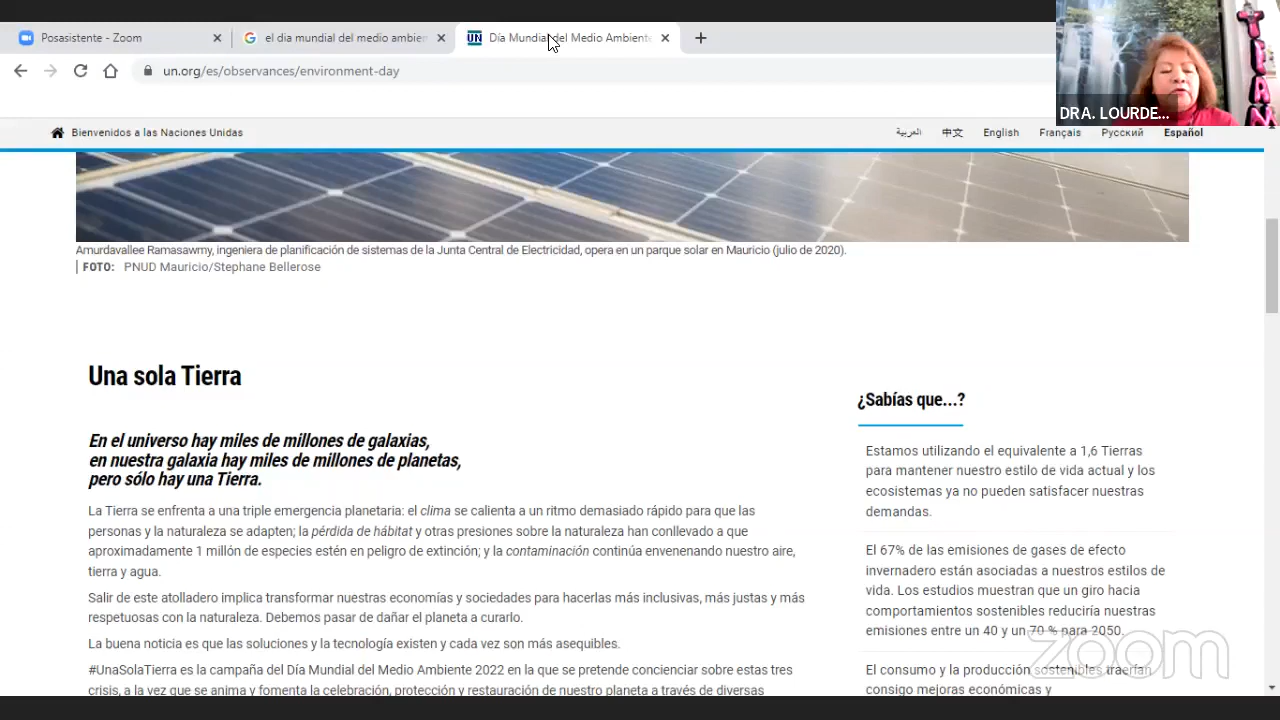 Posasistente - Zoom
el dia mundial del medio ambien
Día Mundial del Medio Ambiente
un.org/es/observances/environment-day
DRA. LOURDE...
Bienvenidos a las Naciones Unidas
العربية
中文
English
Français
Русский
Español
Amurdavallee Ramasawmy, ingeniera de planificación de sistemas de la Junta Central de Electricidad, opera en un parque solar en Mauricio (julio de 2020).
FOTO: PNUD Mauricio/Stephane Bellerose
Una sola Tierra
En el universo hay miles de millones de galaxias,
en nuestra galaxia hay miles de millones de planetas,
pero sólo hay una Tierra.
La Tierra se enfrenta a una triple emergencia planetaria: el clima se calienta a un ritmo demasiado rápido para que las
personas y la naturaleza se adapten; la pérdida de hábitat y otras presiones sobre la naturaleza han conllevado a que
aproximadamente 1 millón de especies estén en peligro de extinción; y la contaminación continúa envenenando nuestro aire,
tierra y agua.
Salir de este atolladero implica transformar nuestras economías y sociedades para hacerlas más inclusivas, más justas y más
respetuosas con la naturaleza. Debemos pasar de dañar el planeta a curarlo.
La buena noticia es que las soluciones y la tecnología existen y cada vez son más asequibles.
#UnaSolaTierra es la campaña del Día Mundial del Medio Ambiente 2022 en la que se pretende concienciar sobre estas tres
crisis, a la vez que se anima y fomenta la celebración, protección y restauración de nuestro planeta a través de diversas
¿Sabías que...?
Estamos utilizando el equivalente a 1,6 Tierras
para mantener nuestro estilo de vida actual y los
ecosistemas ya no pueden satisfacer nuestras
demandas.
El 67% de las emisiones de gases de efecto
invernadero están asociadas a nuestros estilos de
vida. Los estudios muestran que un giro hacia
comportamientos sostenibles reduciría nuestras
emisiones entre un 40 y un 70 % para 2050.
El consumo y la producción sostenibles traerían
consigo mejoras económicas y
zoom